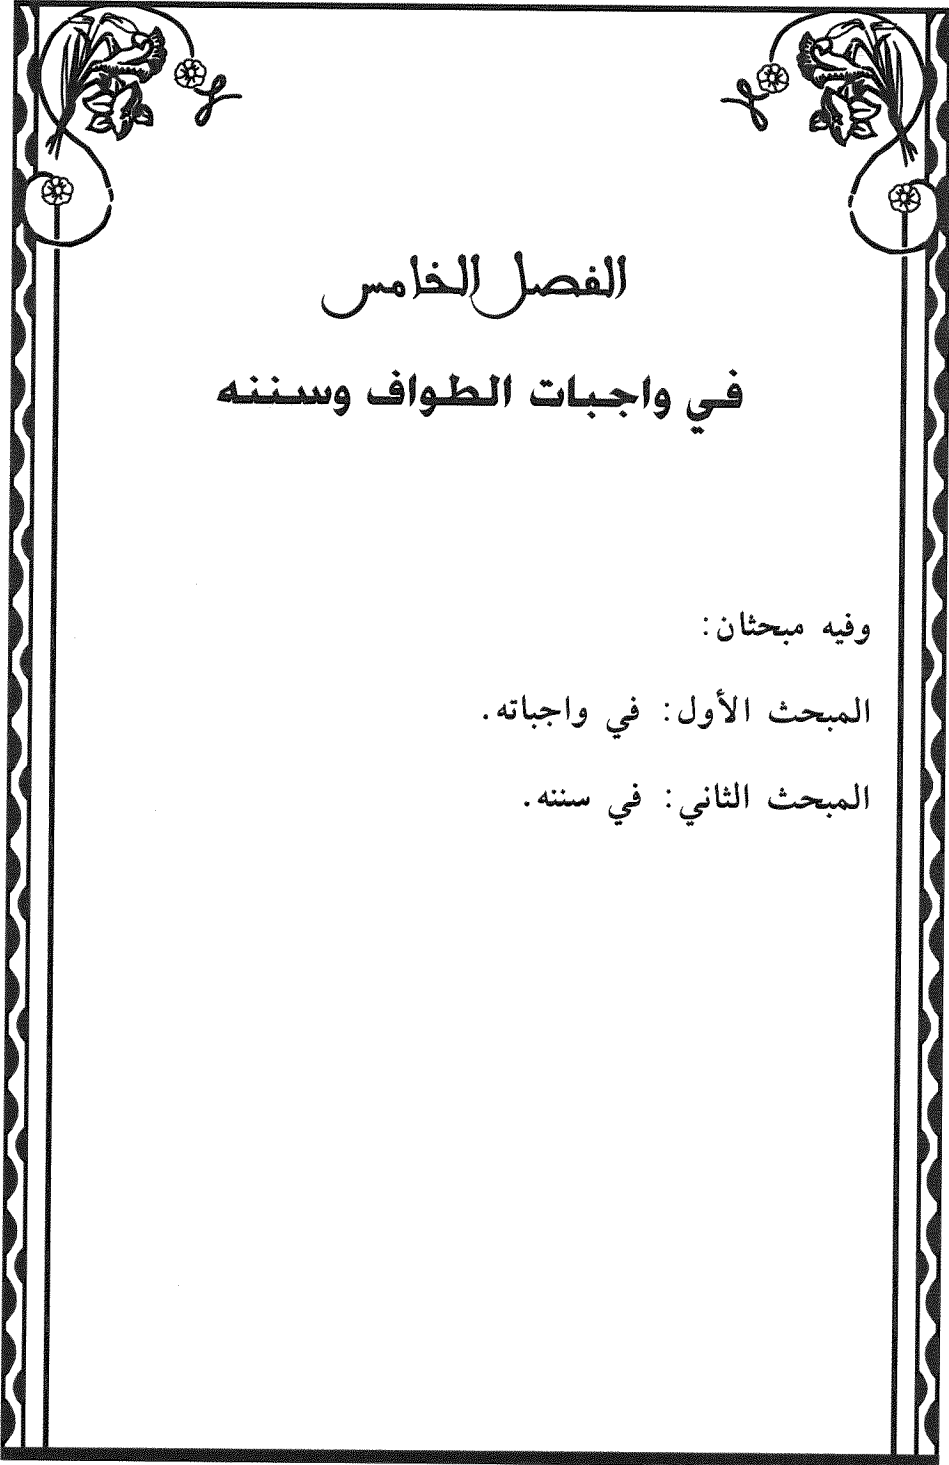 الفصل الخامس
في واجبات الطواف وسننه
وفيه مبحثان:
المبحث الأول: في واجباته.
المبحث الثاني: في سننه.